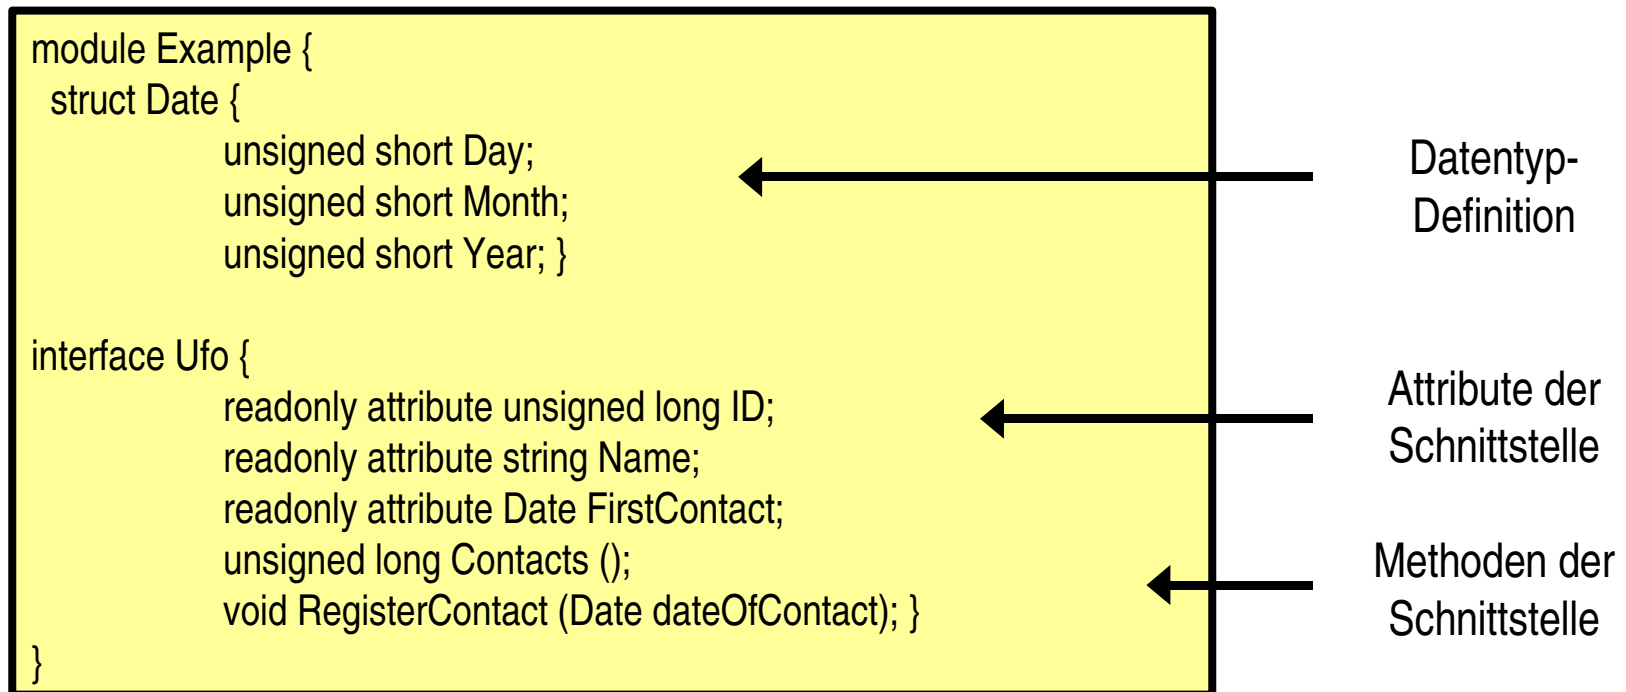 module Example {
struct Date {
unsigned short Day;
unsigned short Month;
unsigned short Year; }
interface Ufo {
readonly attribute unsigned long ID;
readonly attribute string Name;
readonly attribute Date FirstContact;
unsigned long Contacts ();
void RegisterContact (Date dateOfContact); }
}
Datentyp-
Definition
Attribute der
Schnittstelle
Methoden der
Schnittstelle